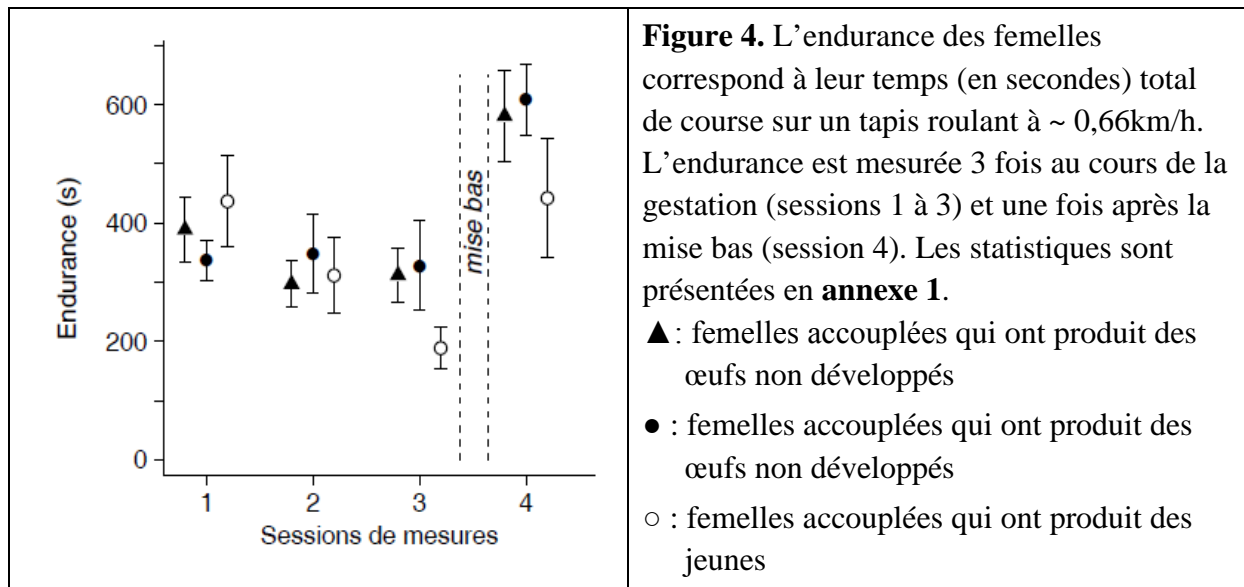 600
400
200
0
Endurance (s)
mise bas
1 2 3 4
Sessions de mesures
Figure 4. L’endurance des femelles
correspond à leur temps (en secondes) total
de course sur un tapis roulant à ~ 0,66km/h.
L’endurance est mesurée 3 fois au cours de la
gestation (sessions 1 à 3) et une fois après la
mise bas (session 4). Les statistiques sont
présentées en annexe 1.
▲: femelles accouplées qui ont produit des
œufs non développés
● : femelles accouplées qui ont produit des
œufs non développés
○ : femelles accouplées qui ont produit des
jeunes